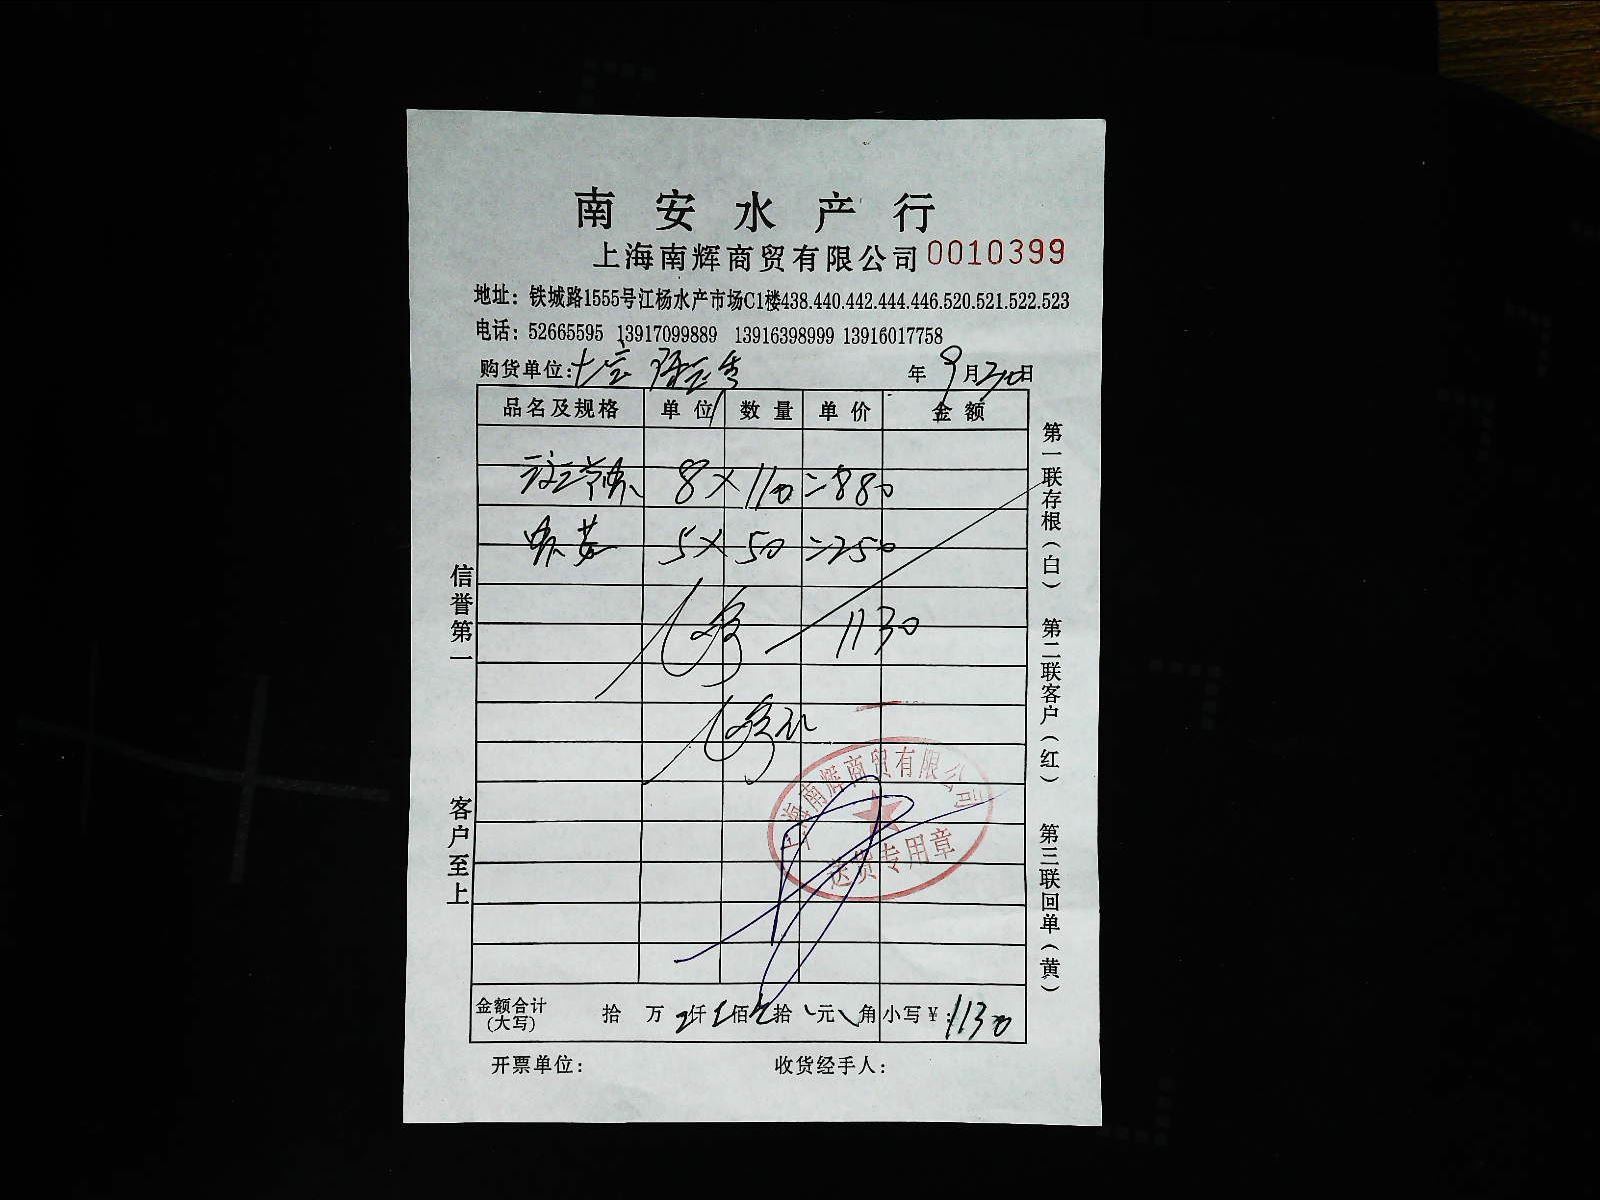 南安水产行
上海南辉商贸有限公司 0010399
地址：铁城路1555号江杨水产市场C1楼438.440.442.444.446.520.521.522.523
电话：52665595 13917099889 13916398999 13916017758
购货单位： 年 9月30日
品名及规格 单位 数量 单价 金额
8×110=880
5×50=250
1130
上海南辉商贸有限公司
送货专用章
金额合计(大写) 拾 万 仟 佰 拾 元 角 小写￥：1130
开票单位： 收货经手人：
信誉第一
客户至上
第一联存根（白）
第二联客户（红）
第三联回单（黄）